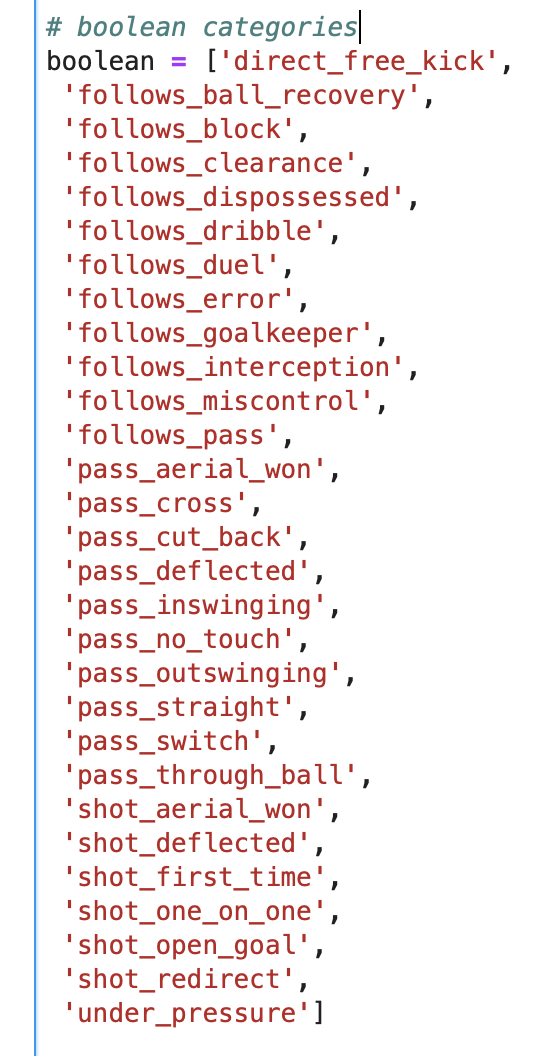 # boolean categories
boolean = ['direct_free_kick',
'follows_ball_recovery',
'follows_block',
'follows_clearance',
'follows_dispossessed',
'follows_dribble',
'follows_duel',
'follows_error',
'follows_goalkeeper',
'follows_interception',
'follows_miscontrol',
'follows_pass',
'pass_aerial_won',
'pass_cross',
'pass_cut_back',
'pass_deflected',
'pass_inswinging',
'pass_no_touch',
'pass_outswinging',
'pass_straight',
'pass_switch',
'pass_through_ball',
'shot_aerial_won',
'shot_deflected',
'shot_first_time',
'shot_one_on_one',
'shot_open_goal',
'shot_redirect',
'under_pressure']